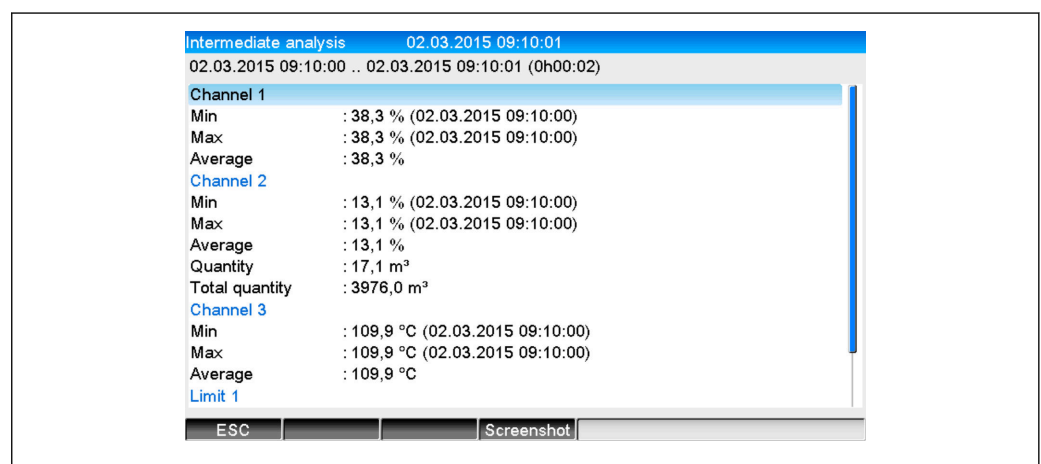 Intermediate analysis 02.03.2015 09:10:01
02.03.2015 09:10:00 .. 02.03.2015 09:10:01 (0h00:02)
Channel 1
Min : 38,3 % (02.03.2015 09:10:00)
Max : 38,3 % (02.03.2015 09:10:00)
Average : 38,3 %
Channel 2
Min : 13,1 % (02.03.2015 09:10:00)
Max : 13,1 % (02.03.2015 09:10:00)
Average : 13,1 %
Quantity : 17,1 m³
Total quantity : 3976,0 m³
Channel 3
Min : 109,9 °C (02.03.2015 09:10:00)
Max : 109,9 °C (02.03.2015 09:10:00)
Average : 109,9 °C
Limit 1
ESC Screenshot